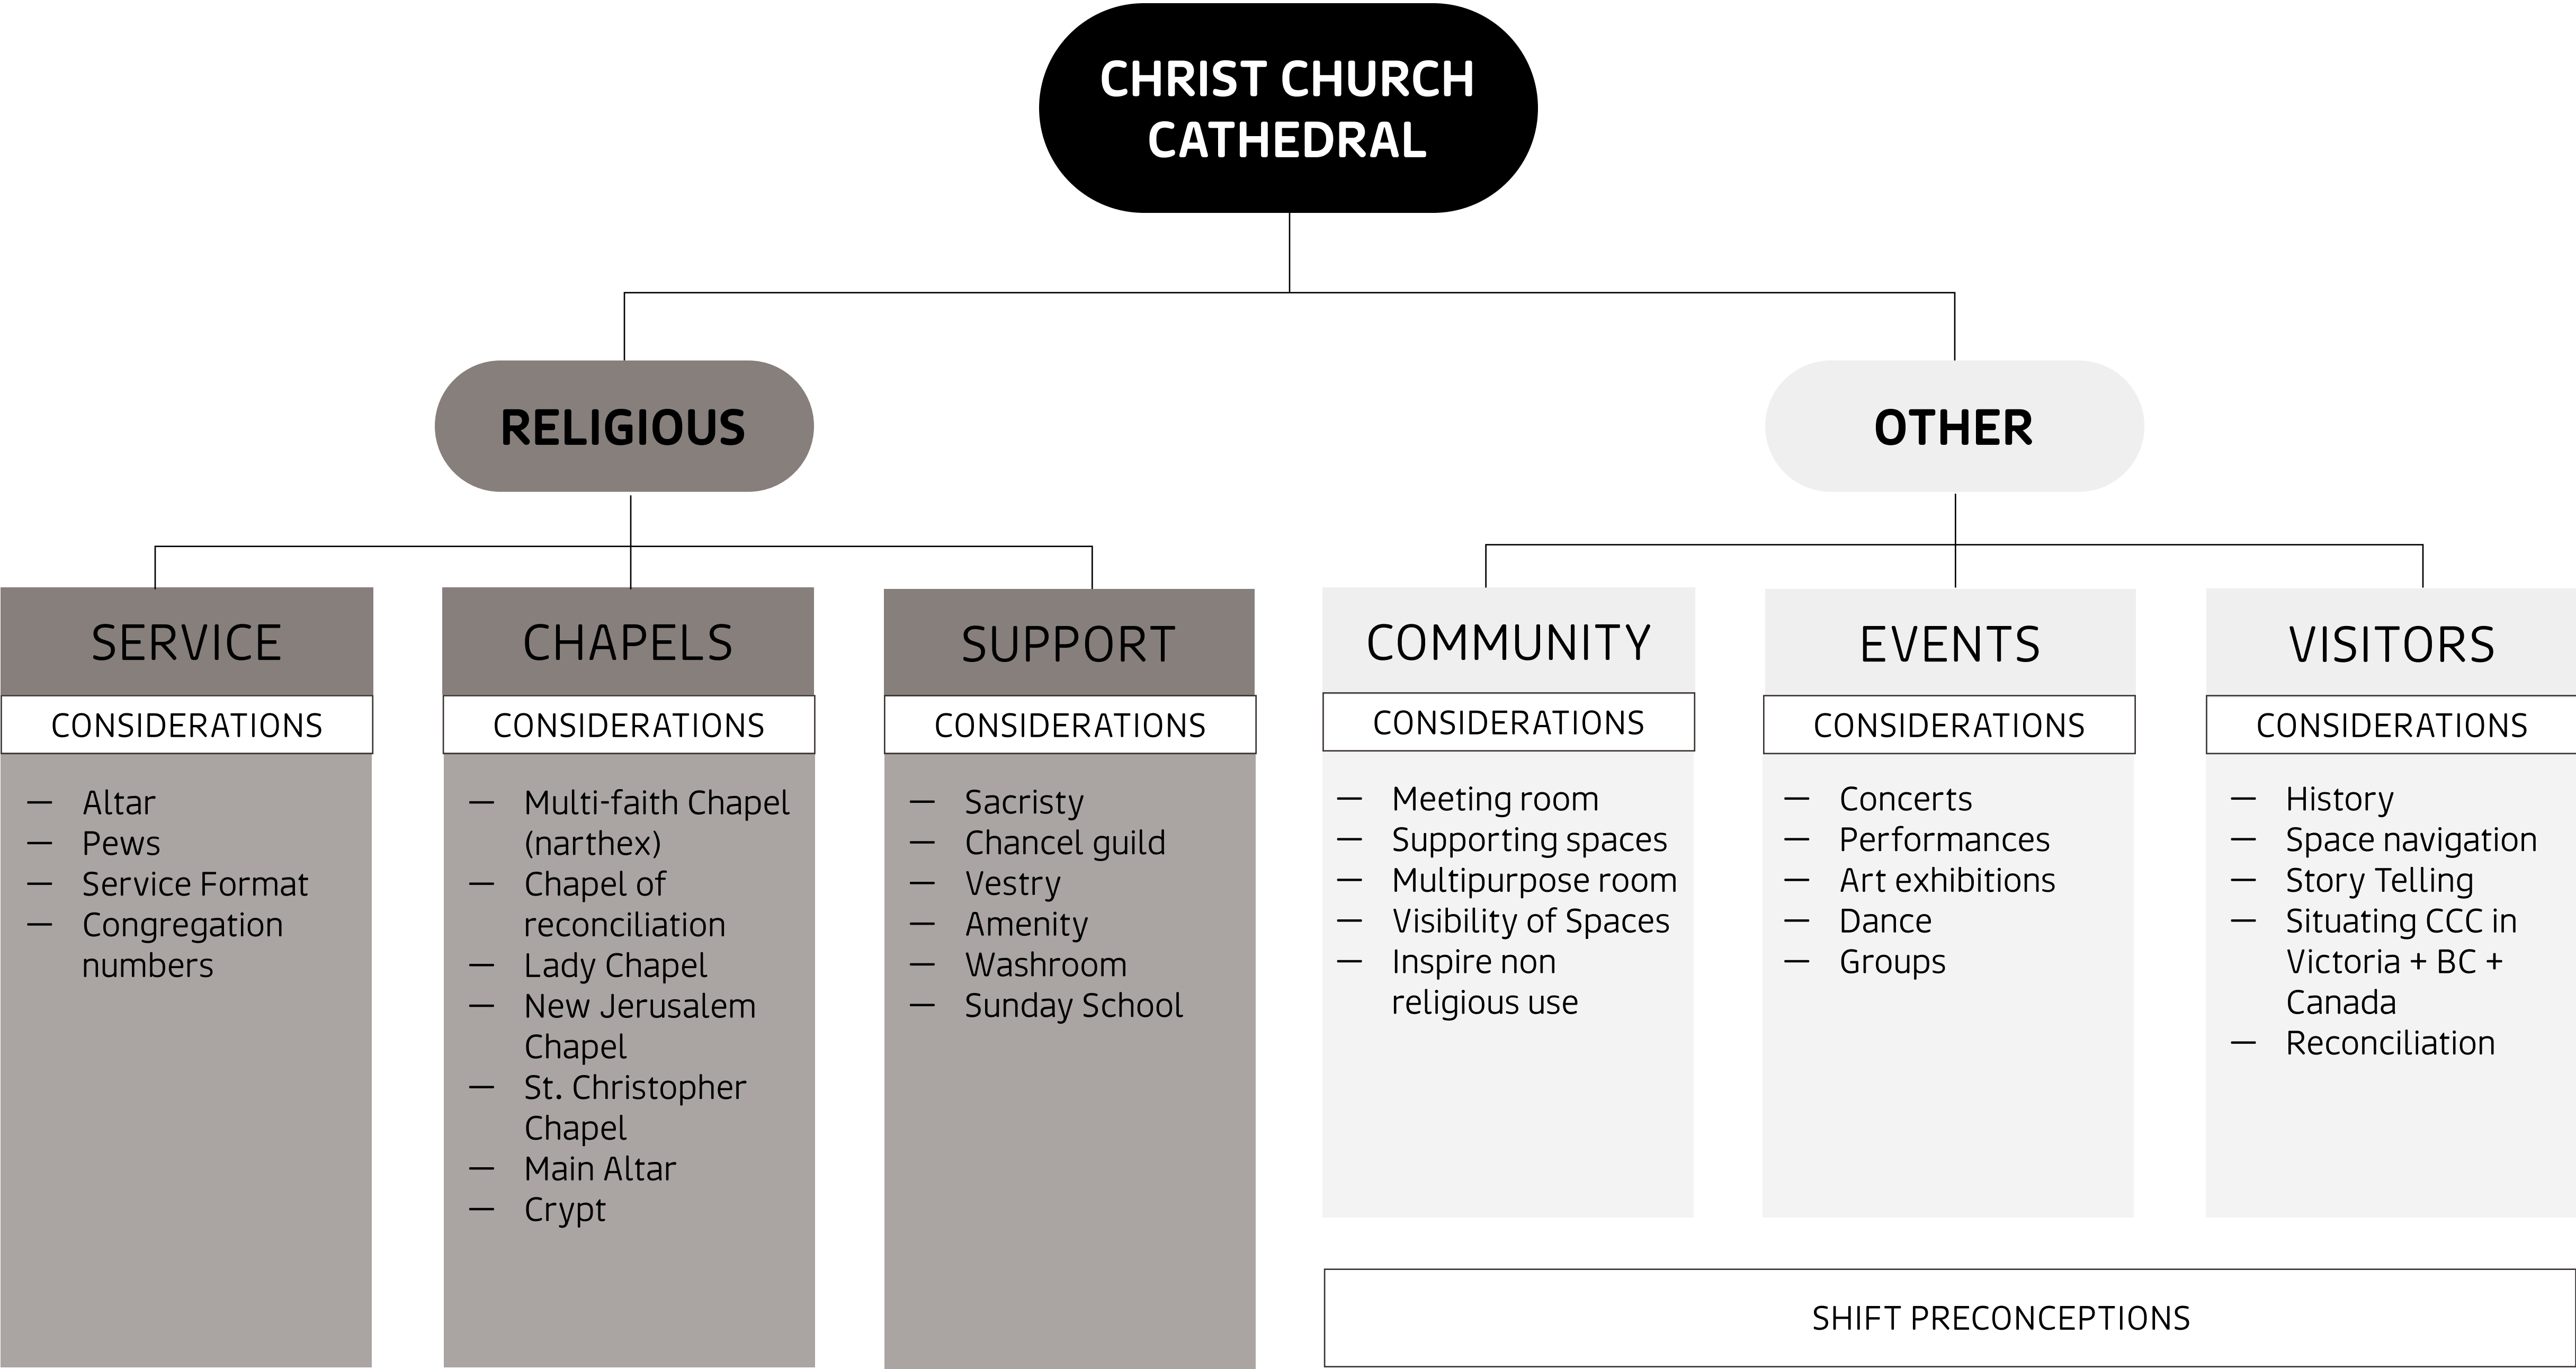 CHRIST CHURCH
CATHEDRAL
RELIGIOUS
OTHER
SERVICE
CONSIDERATIONS
— Altar
— Pews
— Service Format
— Congregation
numbers
CHAPELS
CONSIDERATIONS
— Multi-faith Chapel
(narthex)
— Chapel of
reconciliation
— Lady Chapel
— New Jerusalem
Chapel
— St. Christopher
Chapel
— Main Altar
— Crypt
SUPPORT
CONSIDERATIONS
— Sacristy
— Chancel guild
— Vestry
— Amenity
— Washroom
— Sunday School
COMMUNITY
CONSIDERATIONS
— Meeting room
— Supporting spaces
— Multipurpose room
— Visibility of Spaces
— Inspire non
religious use
EVENTS
CONSIDERATIONS
— Concerts
— Performances
— Art exhibitions
— Dance
— Groups
VISITORS
CONSIDERATIONS
— History
— Space navigation
— Story Telling
— Situating CCC in
Victoria + BC +
Canada
— Reconciliation
SHIFT PRECONCEPTIONS